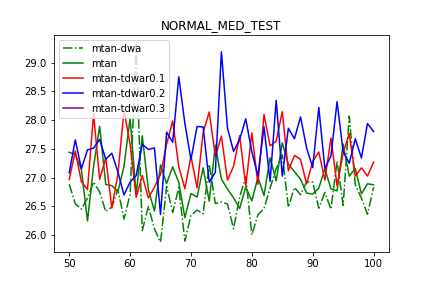 NORMAL_MED_TEST
mtan-dwa
mtan
mtan-tdwar0.1
mtan-tdwar0.2
mtan-tdwar0.3
29.0
28.5
28.0
27.5
27.0
26.5
26.0
50 60 70 80 90 100